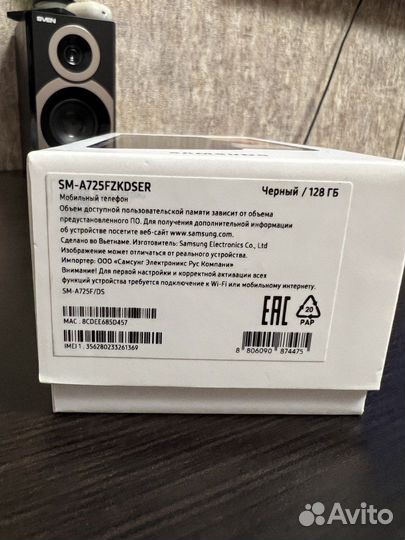 SVEN
SAMSUNG
SM-A725FZKDSER
Черный / 128 ГБ
Мобильный телефон
Объем доступной пользовательской памяти зависит от объема
предустановленного ПО. Для получения дополнительной информации
об устройстве посетите веб-сайт www.samsung.com.
Сделано во Вьетнаме. Изготовитель: Samsung Electronics Co., Ltd
Изображение может отличаться от реального устройства.
Импортер: ООО «Самсунг Электроникс Рус Компани»
Внимание! Для первой настройки и корректной активации всех
функций устройства требуется подключение к Wi-Fi или мобильному интернету.
SM-A725F/DS
MAC : 8CDEE685D457
IMEI 1 : 356280233261369
EAC
20
PAP
8 806090 874475
Avito